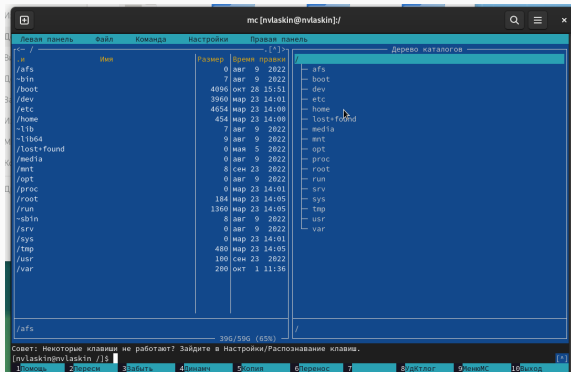 mc [nvlaskin@nvlaskin]:/
Левая панель Файл Команда Настройки Правая панель
<- / .[^]>
.и Имя Размер Время правки
/afs 0 авг 9 2022
~bin 7 авг 9 2022
/boot 4096 окт 28 15:51
/dev 3960 мар 23 14:01
/etc 4654 мар 23 14:00
/home 454 мар 23 14:00
~lib 7 авг 9 2022
~lib64 9 авг 9 2022
/lost+found 0 мая 5 2022
/media 0 авг 9 2022
/mnt 8 сен 23 2022
/opt 0 авг 9 2022
/proc 0 мар 23 14:01
/root 184 мар 23 14:05
/run 1360 мар 23 14:05
~sbin 8 авг 9 2022
/srv 0 авг 9 2022
/sys 0 мар 23 14:01
/tmp 480 мар 23 14:05
/usr 100 сен 23 2022
/var 200 окт 1 11:36
/afs
39G/59G (65%)
Дерево каталогов
/
afs
boot
dev
etc
home
lost+found
media
mnt
opt
proc
root
run
srv
sys
tmp
usr
var
/
Совет: Некоторые клавиши не работают? Зайдите в Настройки/Распознавание клавиш.
[nvlaskin@nvlaskin /]$ [^]
1Помощь 2Пересм 3Забыть 4Динамч 5Копия 6Перенос 7 8УдКтлог 9МенюMC 10Выход